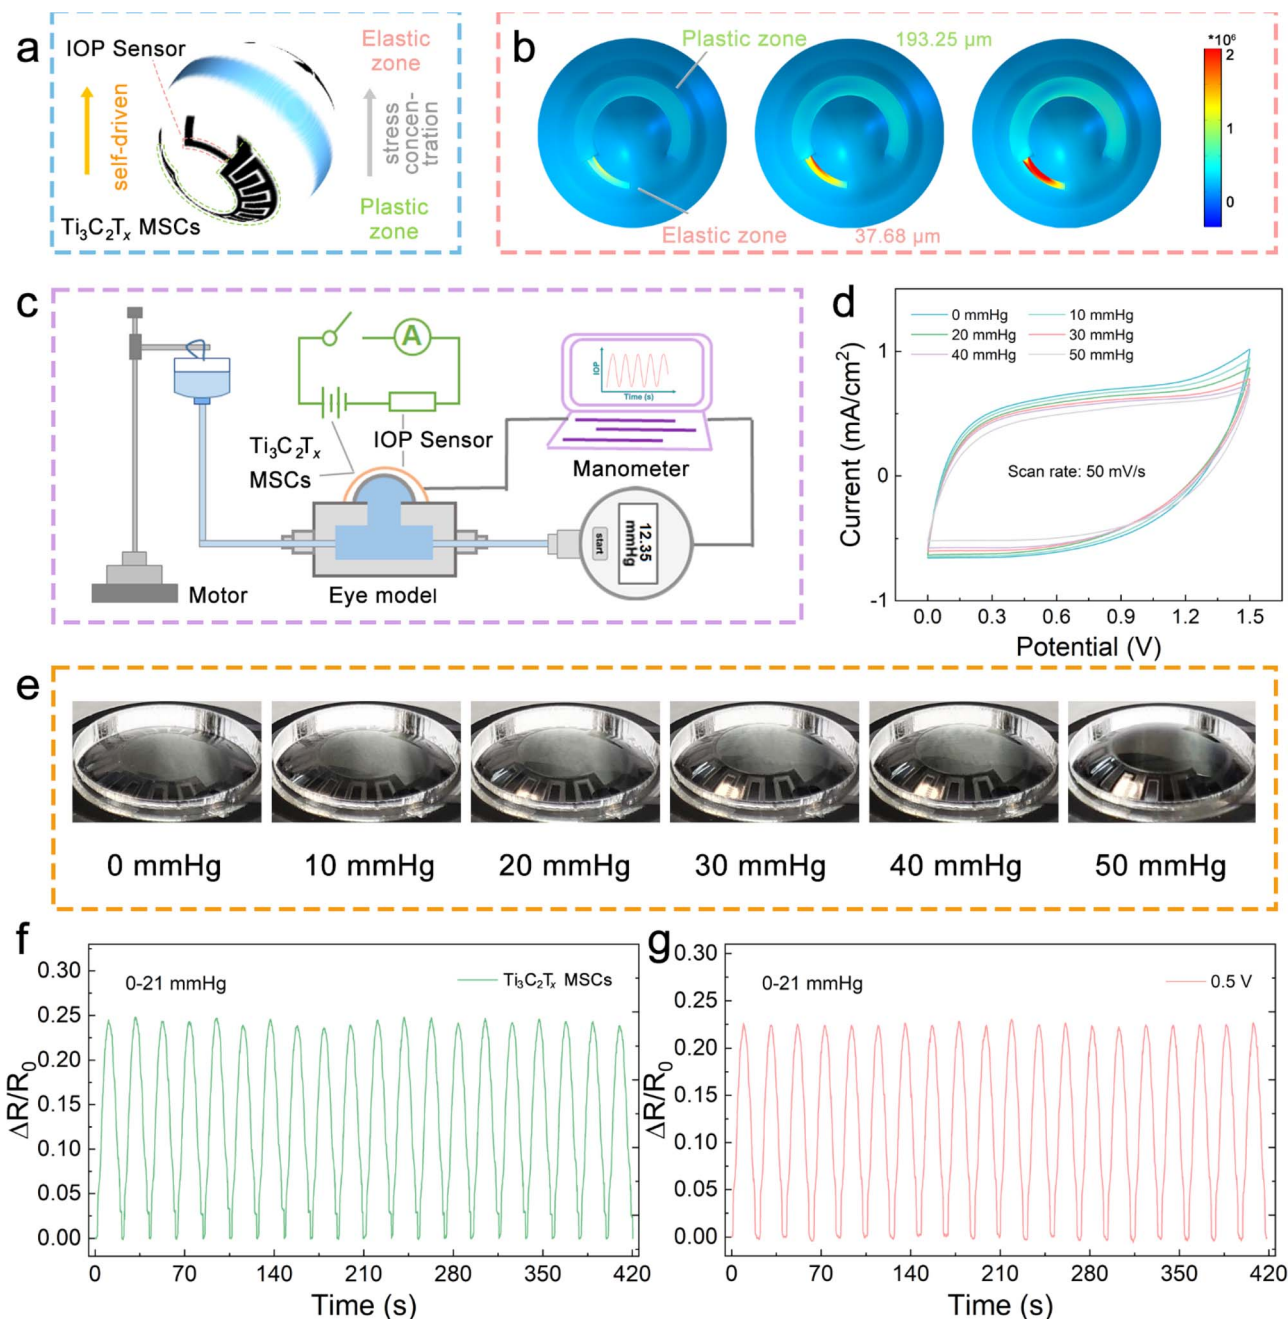 a
IOP Sensor
Elastic
zone
self-driven
stress
concen-
tration
Ti₃C₂Tₓ MSCs
Plastic
zone
b
Plastic zone
193.25 µm
Elastic zone
37.68 µm
*10⁶
2
1
0
c
A
IOP
Time (s)
Ti₃C₂Tₓ
MSCs
IOP Sensor
Manometer
12.35
mmHg
start
Motor
Eye model
d
0 mmHg
10 mmHg
20 mmHg
30 mmHg
40 mmHg
50 mmHg
Scan rate: 50 mV/s
Current (mA/cm²)
1
0
-1
0.0
0.3
0.6
0.9
1.2
1.5
Potential (V)
e
0 mmHg
10 mmHg
20 mmHg
30 mmHg
40 mmHg
50 mmHg
f
0-21 mmHg
Ti₃C₂Tₓ MSCs
ΔR/R₀
0.30
0.25
0.20
0.15
0.10
0.05
0.00
0
70
140
210
280
350
420
Time (s)
g
0-21 mmHg
0.5 V
ΔR/R₀
0.30
0.25
0.20
0.15
0.10
0.05
0.00
0
70
140
210
280
350
420
Time (s)